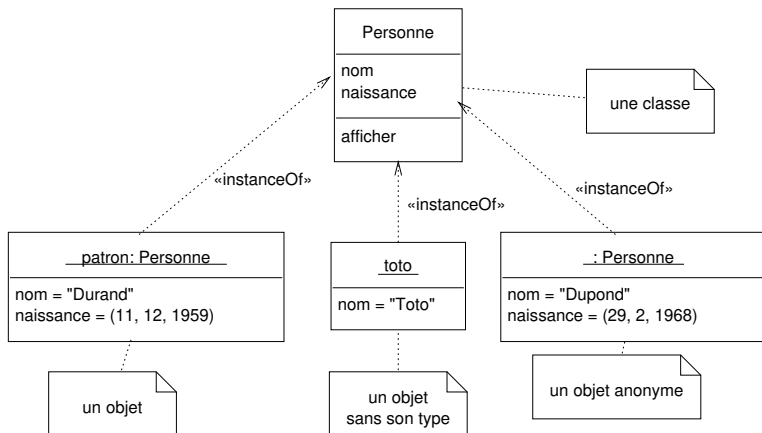 Personne
nom
naissance
afficher
une classe
«instanceOf»
«instanceOf»
«instanceOf»
patron: Personne
nom = "Durand"
naissance = (11, 12, 1959)
toto
nom = "Toto"
: Personne
nom = "Dupond"
naissance = (29, 2, 1968)
un objet
un objet
sans son type
un objet anonyme